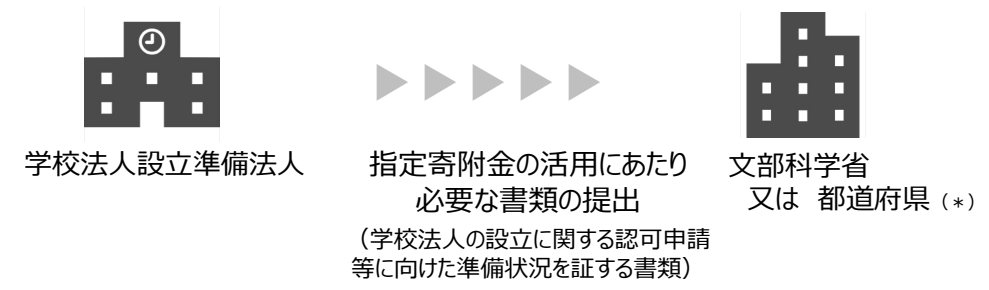 学校法人設立準備法人
指定寄附金の活用にあたり
必要な書類の提出
（学校法人の設立に関する認可申請
等に向けた準備状況を証する書類）
文部科学省
又は 都道府県（＊）